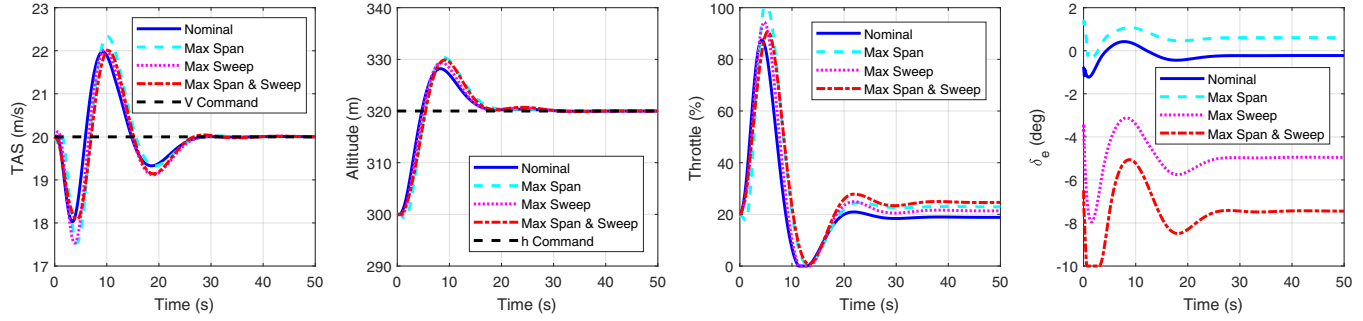 23
22
21
20
19
18
17
0 10 20 30 40 50
TAS (m/s)
Time (s)
Nominal
Max Span
Max Sweep
Max Span & Sweep
V Command
340
330
320
310
300
290
0 10 20 30 40 50
Altitude (m)
Time (s)
Nominal
Max Span
Max Sweep
Max Span & Sweep
h Command
100
80
60
40
20
0
0 10 20 30 40 50
Throttle (%)
Time (s)
Nominal
Max Span
Max Sweep
Max Span & Sweep
2
0
-2
-4
-6
-8
-10
0 10 20 30 40 50
δe (deg)
Time (s)
Nominal
Max Span
Max Sweep
Max Span & Sweep